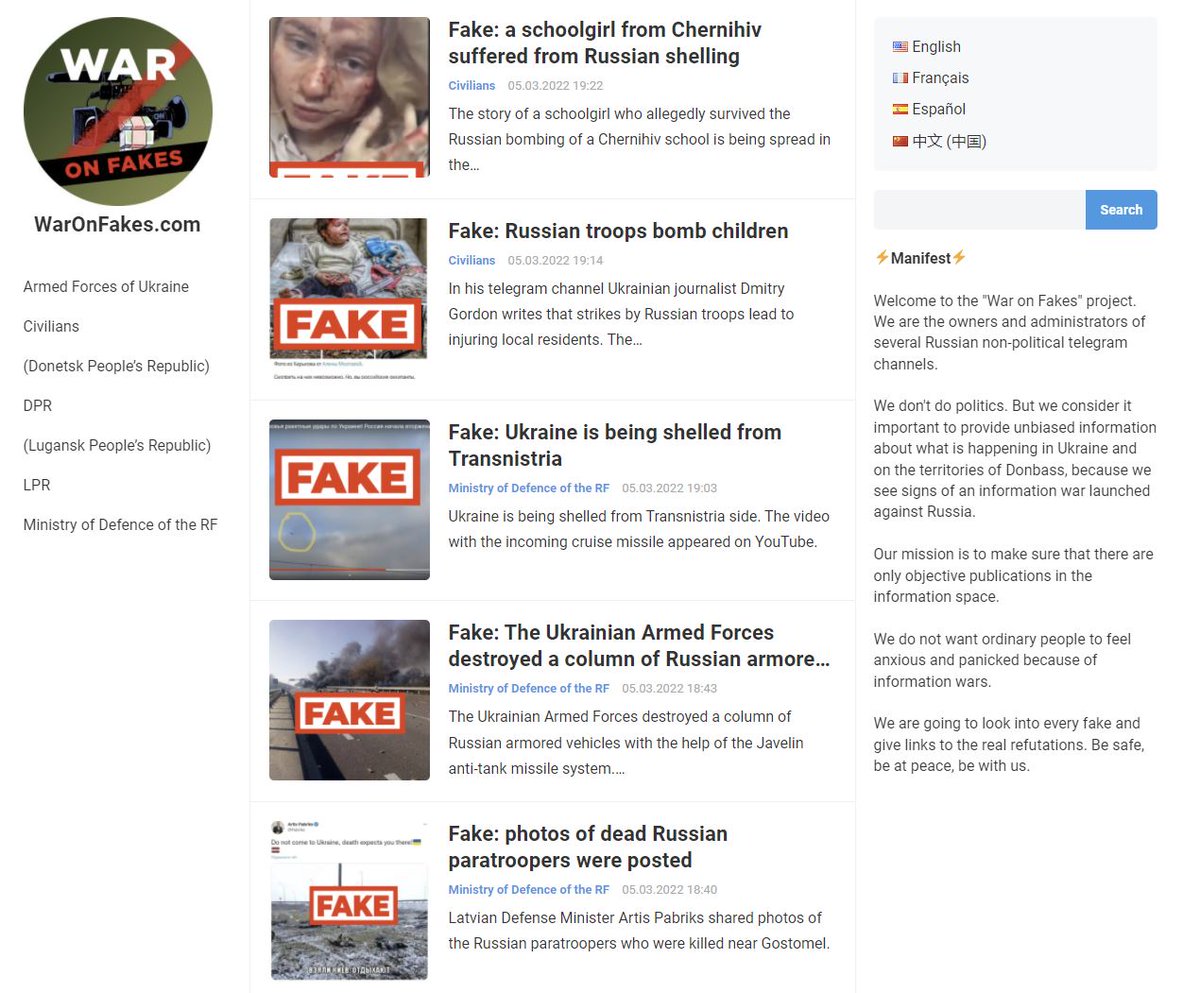 WAR
ON FAKES
WarOnFakes.com
Armed Forces of Ukraine
Civilians
(Donetsk People’s Republic)
DPR
(Lugansk People’s Republic)
LPR
Ministry of Defence of the RF
Fake: a schoolgirl from Chernihiv
suffered from Russian shelling
Civilians 05.03.2022 19:22
The story of a schoolgirl who allegedly survived the
Russian bombing of a Chernihiv school is being spread in
the...
FAKE
Fake: Russian troops bomb children
Civilians 05.03.2022 19:14
In his telegram channel Ukrainian journalist Dmitry
Gordon writes that strikes by Russian troops lead to
injuring local residents. The...
FAKE
Fake: Ukraine is being shelled from
Transnistria
Ministry of Defence of the RF 05.03.2022 19:03
Ukraine is being shelled from Transnistria side. The video
with the incoming cruise missile appeared on YouTube.
FAKE
Fake: The Ukrainian Armed Forces
destroyed a column of Russian armore...
Ministry of Defence of the RF 05.03.2022 18:43
The Ukrainian Armed Forces destroyed a column of
Russian armored vehicles with the help of the Javelin
anti-tank missile system....
Artis Pabriks
Do not come to Ukraine, death expects you there!
FAKE
ВЗЯЛИ КИЕВ. ОТДЫХАЮТ
Fake: photos of dead Russian
paratroopers were posted
Ministry of Defence of the RF 05.03.2022 18:40
Latvian Defense Minister Artis Pabriks shared photos of
the Russian paratroopers who were killed near Gostomel.
English
Français
Español
中文 (中国)
Search
⚡Manifest⚡
Welcome to the "War on Fakes" project.
We are the owners and administrators of
several Russian non-political telegram
channels.
We don't do politics. But we consider it
important to provide unbiased information
about what is happening in Ukraine and
on the territories of Donbass, because we
see signs of an information war launched
against Russia.
Our mission is to make sure that there are
only objective publications in the
information space.
We do not want ordinary people to feel
anxious and panicked because of
information wars.
We are going to look into every fake and
give links to the real refutations. Be safe,
be at peace, be with us.